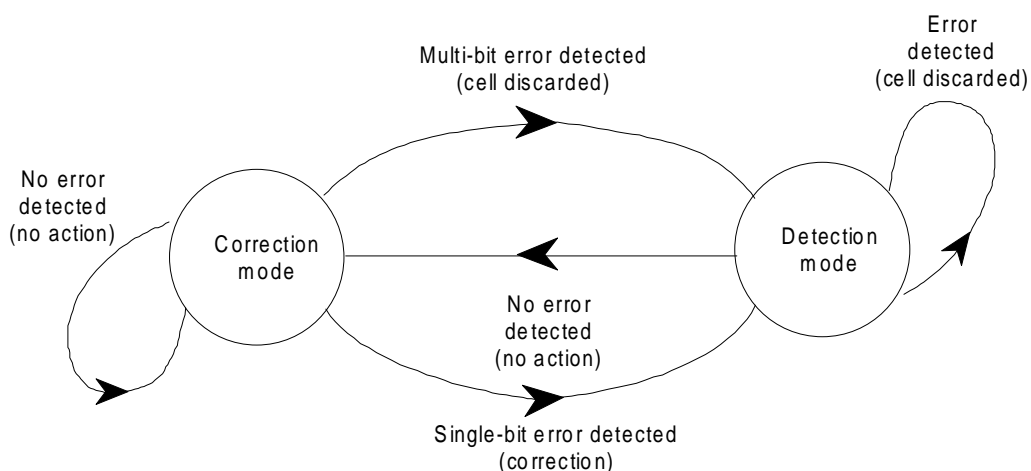 Multi-bit error detected
(cell discarded)
Error
detected
(cell discarded)
No error
detected
(no action)
Correction
mode
Detection
mode
No error
detected
(no action)
Single-bit error detected
(correction)